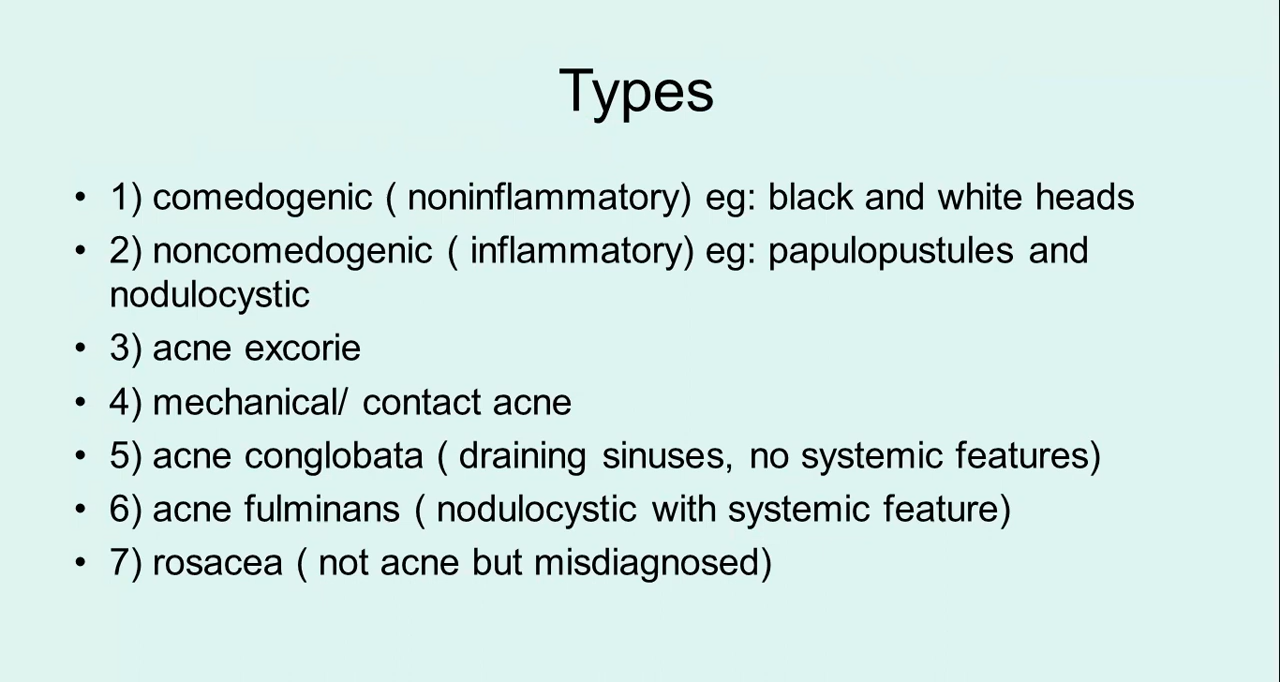 Types
• 1) comedogenic ( noninflammatory) eg: black and white heads
• 2) noncomedogenic ( inflammatory) eg: papulopustules and
nodulocystic
• 3) acne excorie
• 4) mechanical/ contact acne
• 5) acne conglobata ( draining sinuses, no systemic features)
• 6) acne fulminans ( nodulocystic with systemic feature)
• 7) rosacea ( not acne but misdiagnosed)